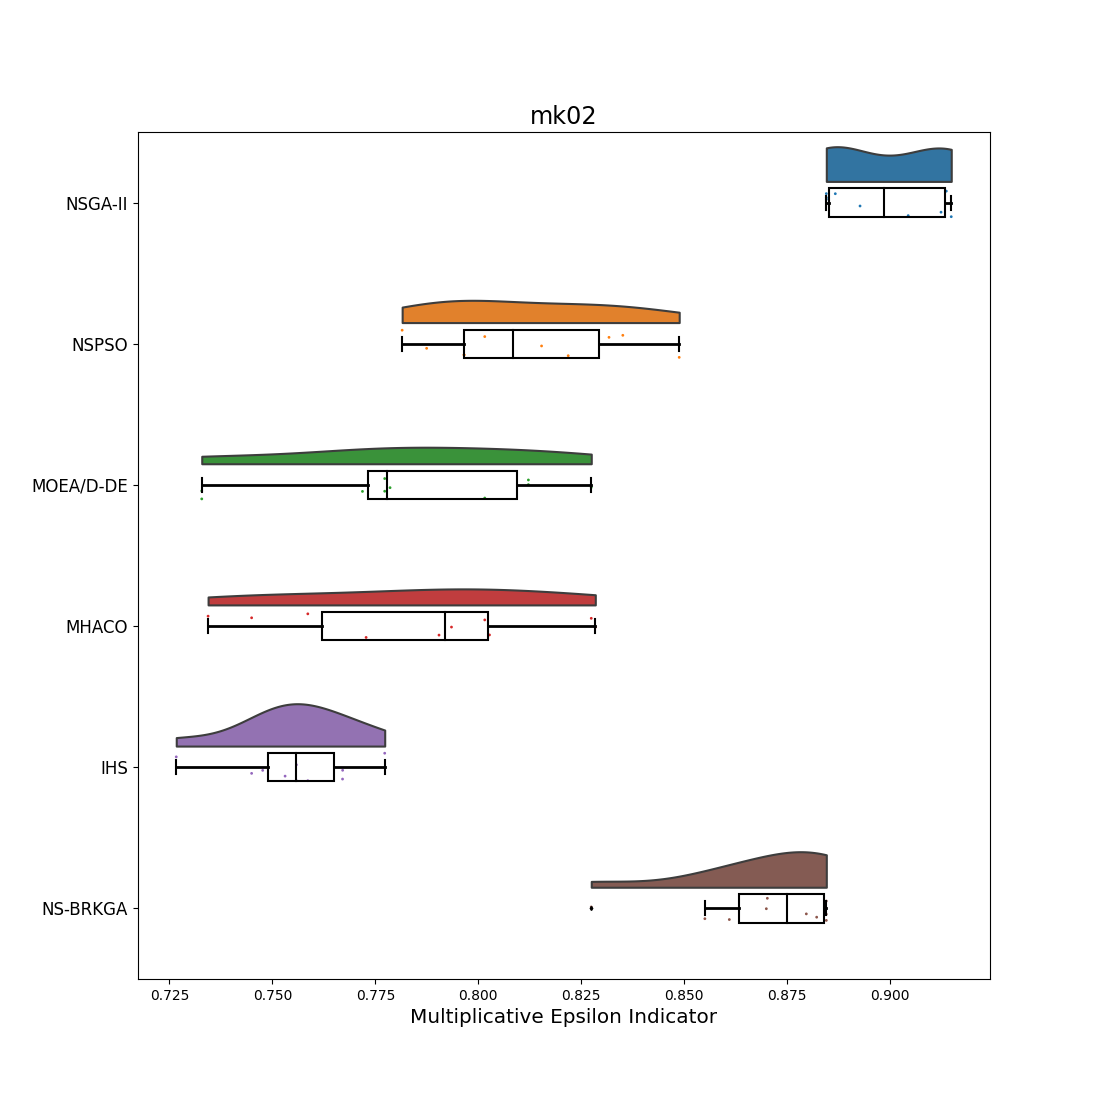 mk02
NSGA-II
NSPSO
MOEA/D-DE
MHACO
IHS
NS-BRKGA
0.725 0.750 0.775 0.800 0.825 0.850 0.875 0.900
Multiplicative Epsilon Indicator